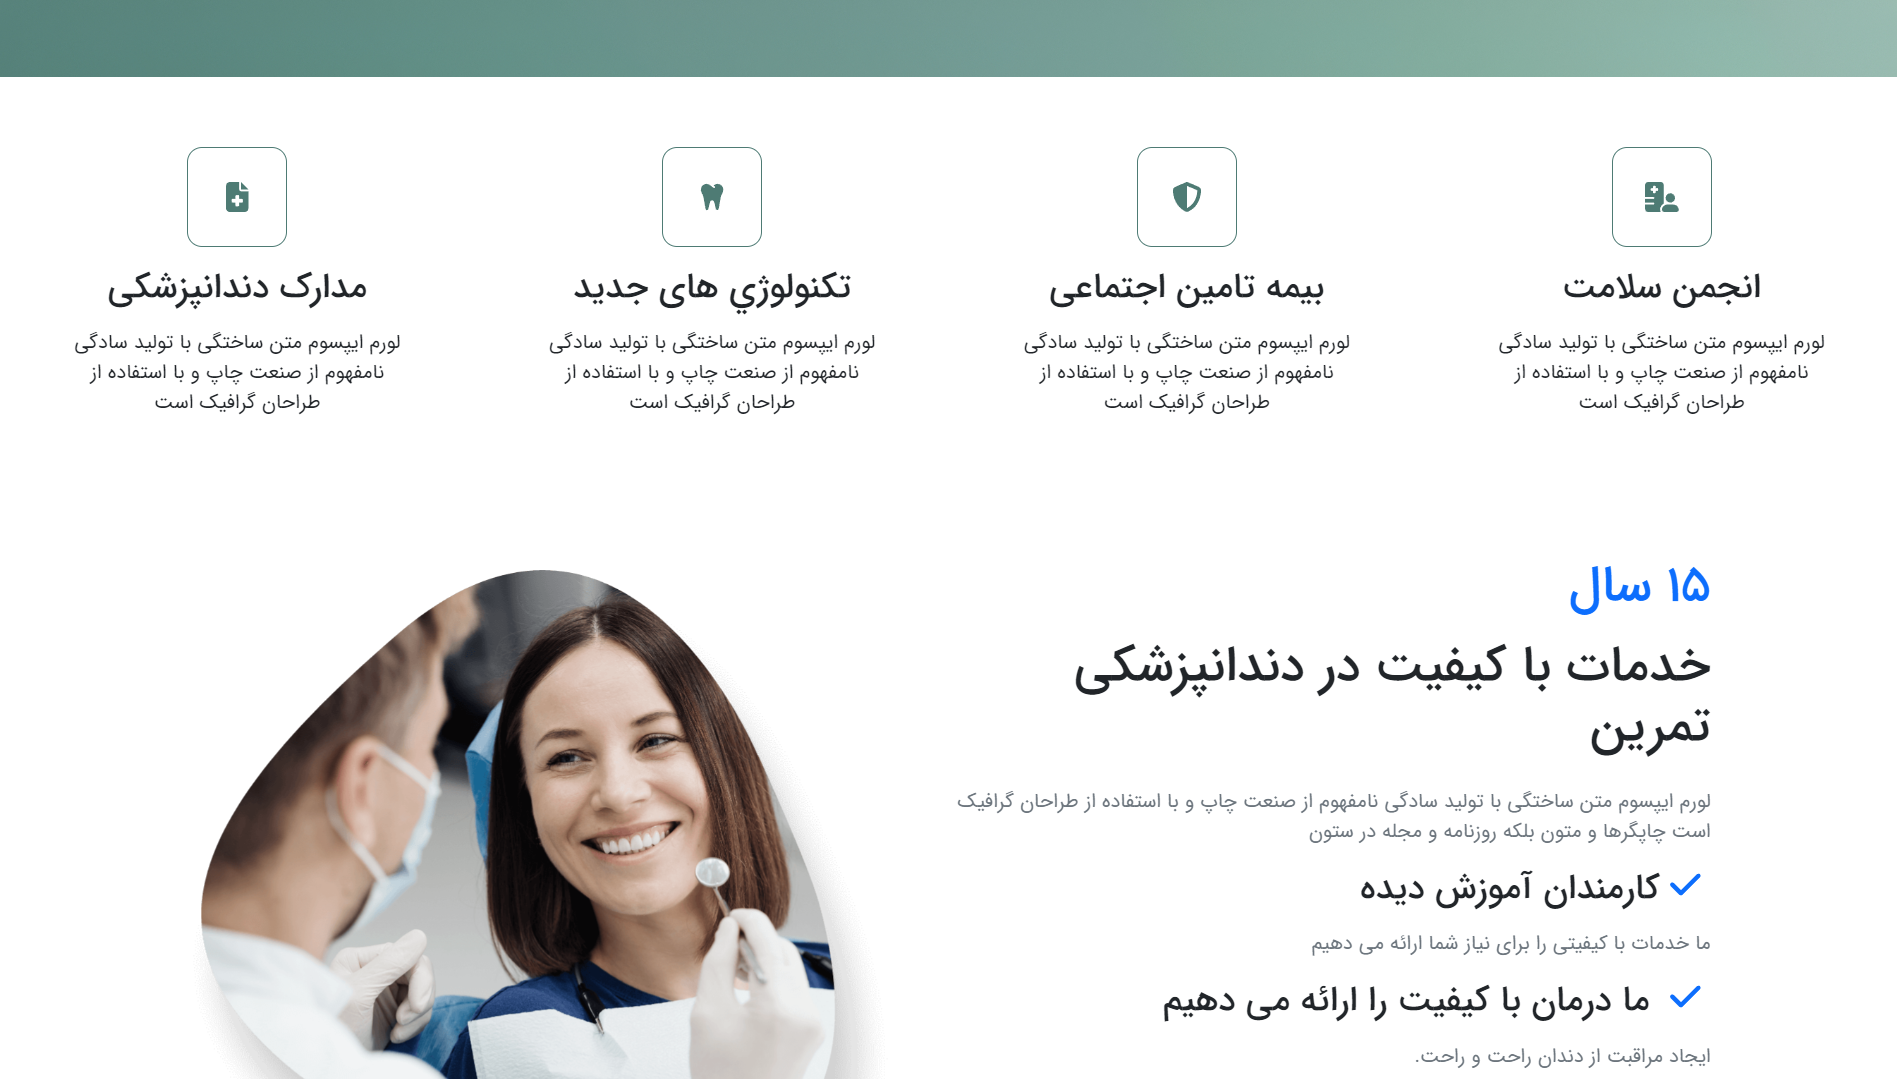 انجمن سلامت
لورم ایپسوم متن ساختگی با تولید سادگی
نامفهوم از صنعت چاپ و با استفاده از
طراحان گرافیک است
بیمه تامین اجتماعی
لورم ایپسوم متن ساختگی با تولید سادگی
نامفهوم از صنعت چاپ و با استفاده از
طراحان گرافیک است
تکنولوژي های جدید
لورم ایپسوم متن ساختگی با تولید سادگی
نامفهوم از صنعت چاپ و با استفاده از
طراحان گرافیک است
مدارک دندانپزشکی
لورم ایپسوم متن ساختگی با تولید سادگی
نامفهوم از صنعت چاپ و با استفاده از
طراحان گرافیک است
۱۵ سال
خدمات با کیفیت در دندانپزشکی
تمرین
لورم ایپسوم متن ساختگی با تولید سادگی نامفهوم از صنعت چاپ و با استفاده از طراحان گرافیک
است چاپگرها و متون بلکه روزنامه و مجله در ستون
کارمندان آموزش دیده
ما خدمات با کیفیتی را برای نیاز شما ارائه می دهیم
ما درمان با کیفیت را ارائه می دهیم
ایجاد مراقبت از دندان راحت و راحت.